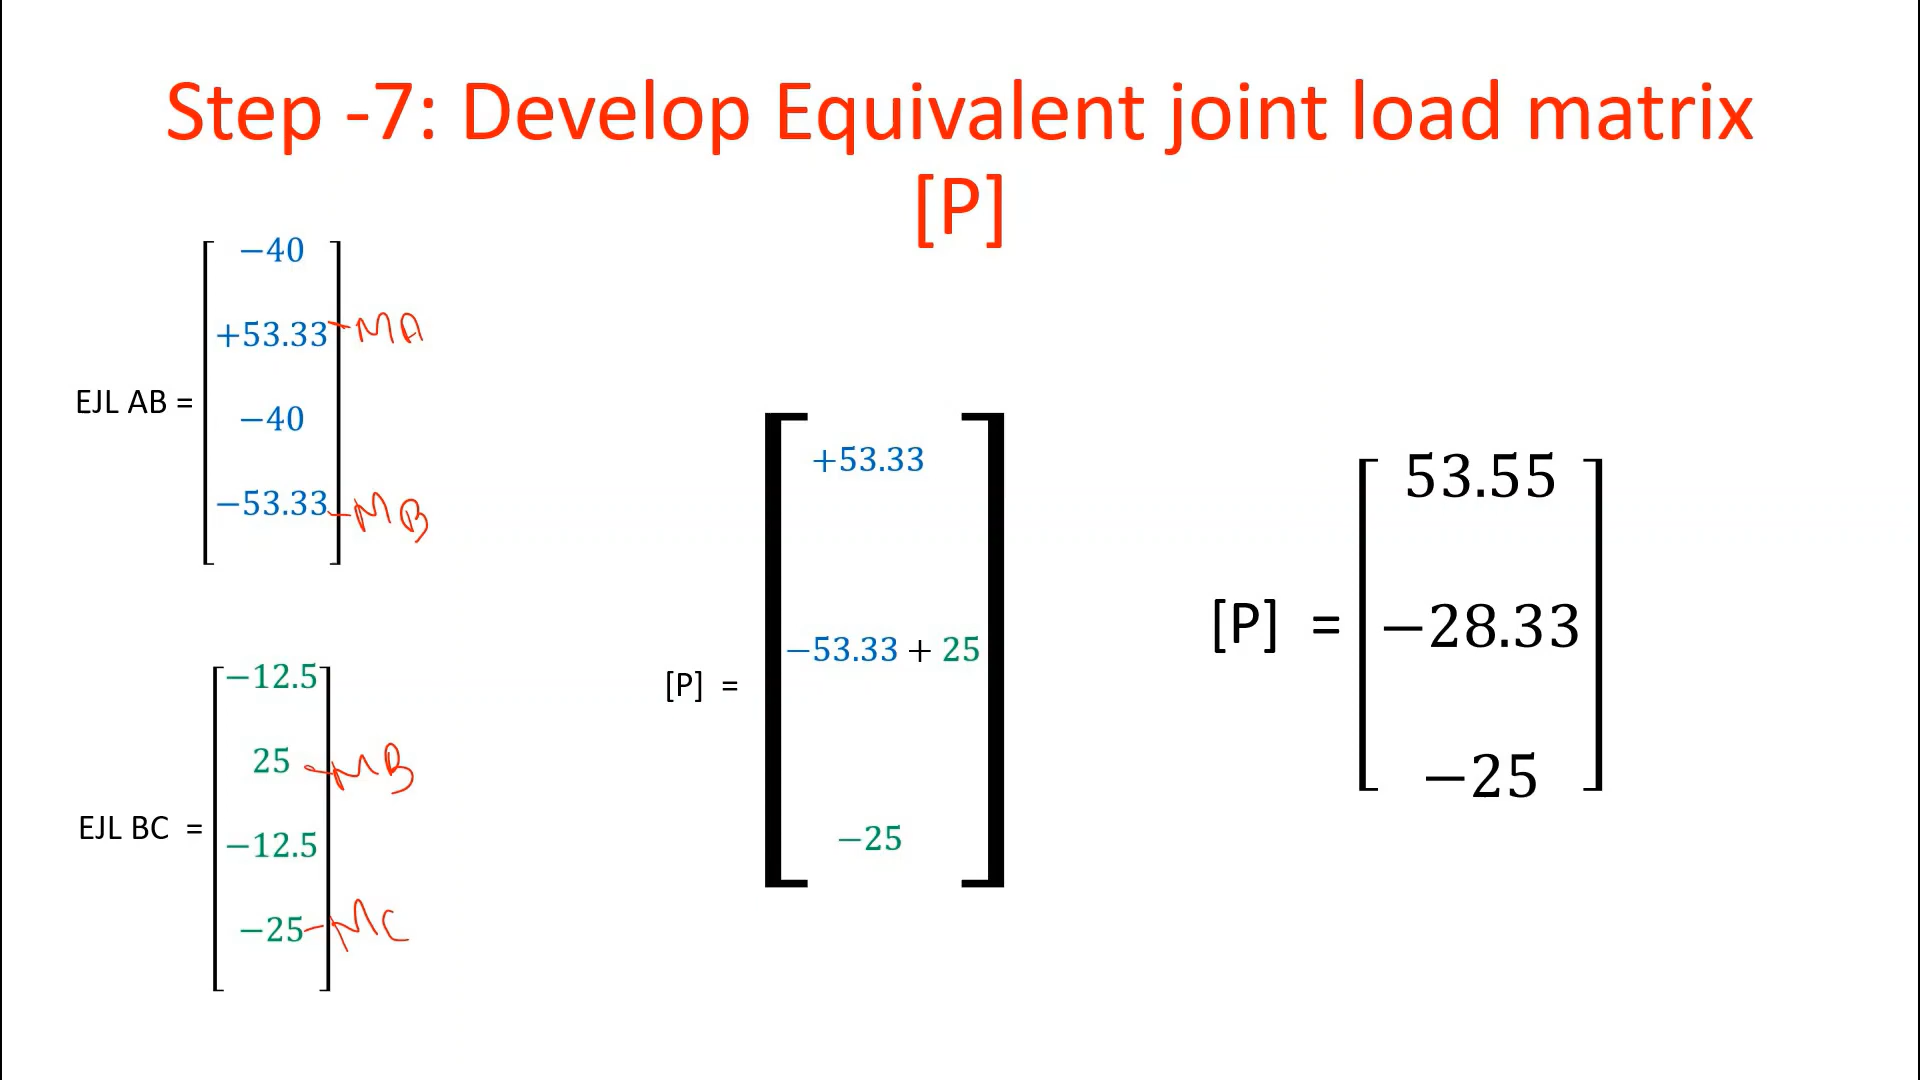 Step -7: Develop Equivalent joint load matrix
[P]
EJL AB =
−40
+53.33
−40
−53.33
MA
MB
EJL BC =
−12.5
25
−12.5
−25
MB
MC
[P] =
+53.33
−53.33 + 25
−25
[P] =
53.55
−28.33
−25